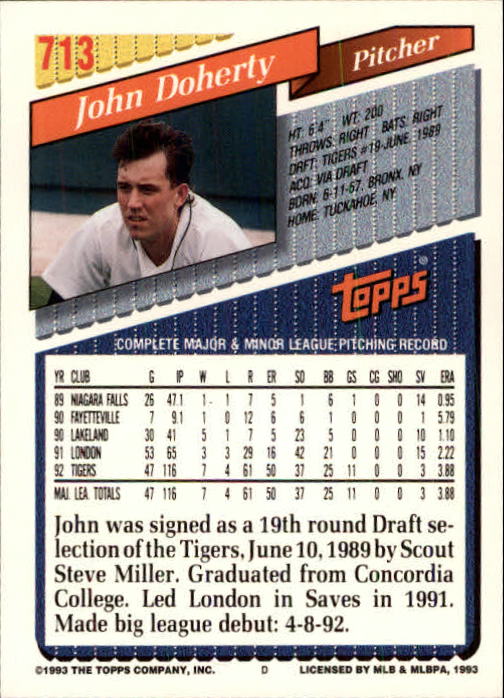 713
John Doherty
Pitcher
HT: 6'4" WT: 200
THROWS: RIGHT BATS: RIGHT
DRFT: TIGERS #19-JUNE, 1989
ACQ: VIA DRAFT
BORN: 6-11-67, BRONX, NY
HOME: TUCKAHOE, NY
TOPPS®
COMPLETE MAJOR & MINOR LEAGUE PITCHING RECORD
YR CLUB G IP W L R ER SO BB GS CG SHO SV ERA
89 NIAGARA FALLS 26 47.1 1 1 7 5 1 6 1 0 0 14 0.95
90 FAYETTEVILLE 7 9.1 1 0 12 6 6 1 0 0 0 1 5.79
90 LAKELAND 30 41 5 1 7 5 23 5 0 0 0 10 1.10
91 LONDON 53 65 3 3 29 16 42 21 0 0 0 15 2.22
92 TIGERS 47 116 7 4 61 50 37 25 11 0 0 3 3.88
MAJ. LEA. TOTALS 47 116 7 4 61 50 37 25 11 0 0 3 3.88
John was signed as a 19th round Draft se-
lection of the Tigers, June 10, 1989 by Scout
Steve Miller. Graduated from Concordia
College. Led London in Saves in 1991.
Made big league debut: 4-8-92.
©1993 THE TOPPS COMPANY, INC. D LICENSED BY MLB & MLBPA, 1993